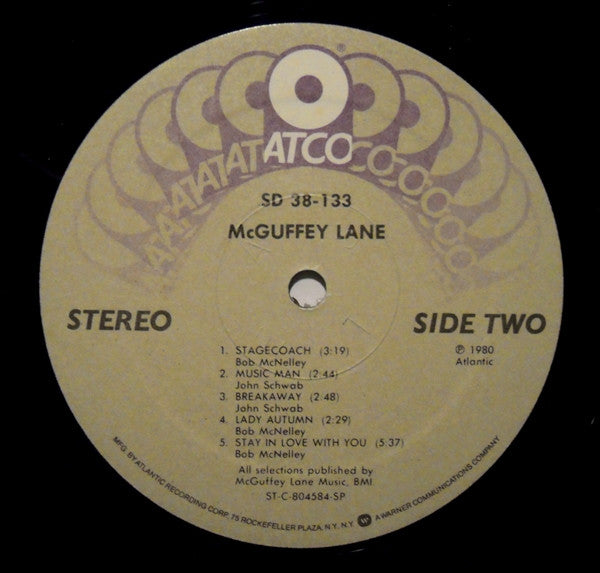 ®
ATCO
SD 38-133
McGUFFEY LANE
STEREO
SIDE TWO
℗ 1980
Atlantic
1. STAGECOACH (3:19)
Bob McNelley
2. MUSIC MAN (2:44)
John Schwab
3. BREAKAWAY (2:48)
John Schwab
4. LADY AUTUMN (2:29)
Bob McNelley
5. STAY IN LOVE WITH YOU (5:37)
Bob McNelley
All selections published by
McGuffey Lane Music, BMI
ST-C-804584-SP
MFG. BY ATLANTIC RECORDING CORP., 75 ROCKEFELLER PLAZA, N.Y., N.Y. W A WARNER COMMUNICATIONS COMPANY